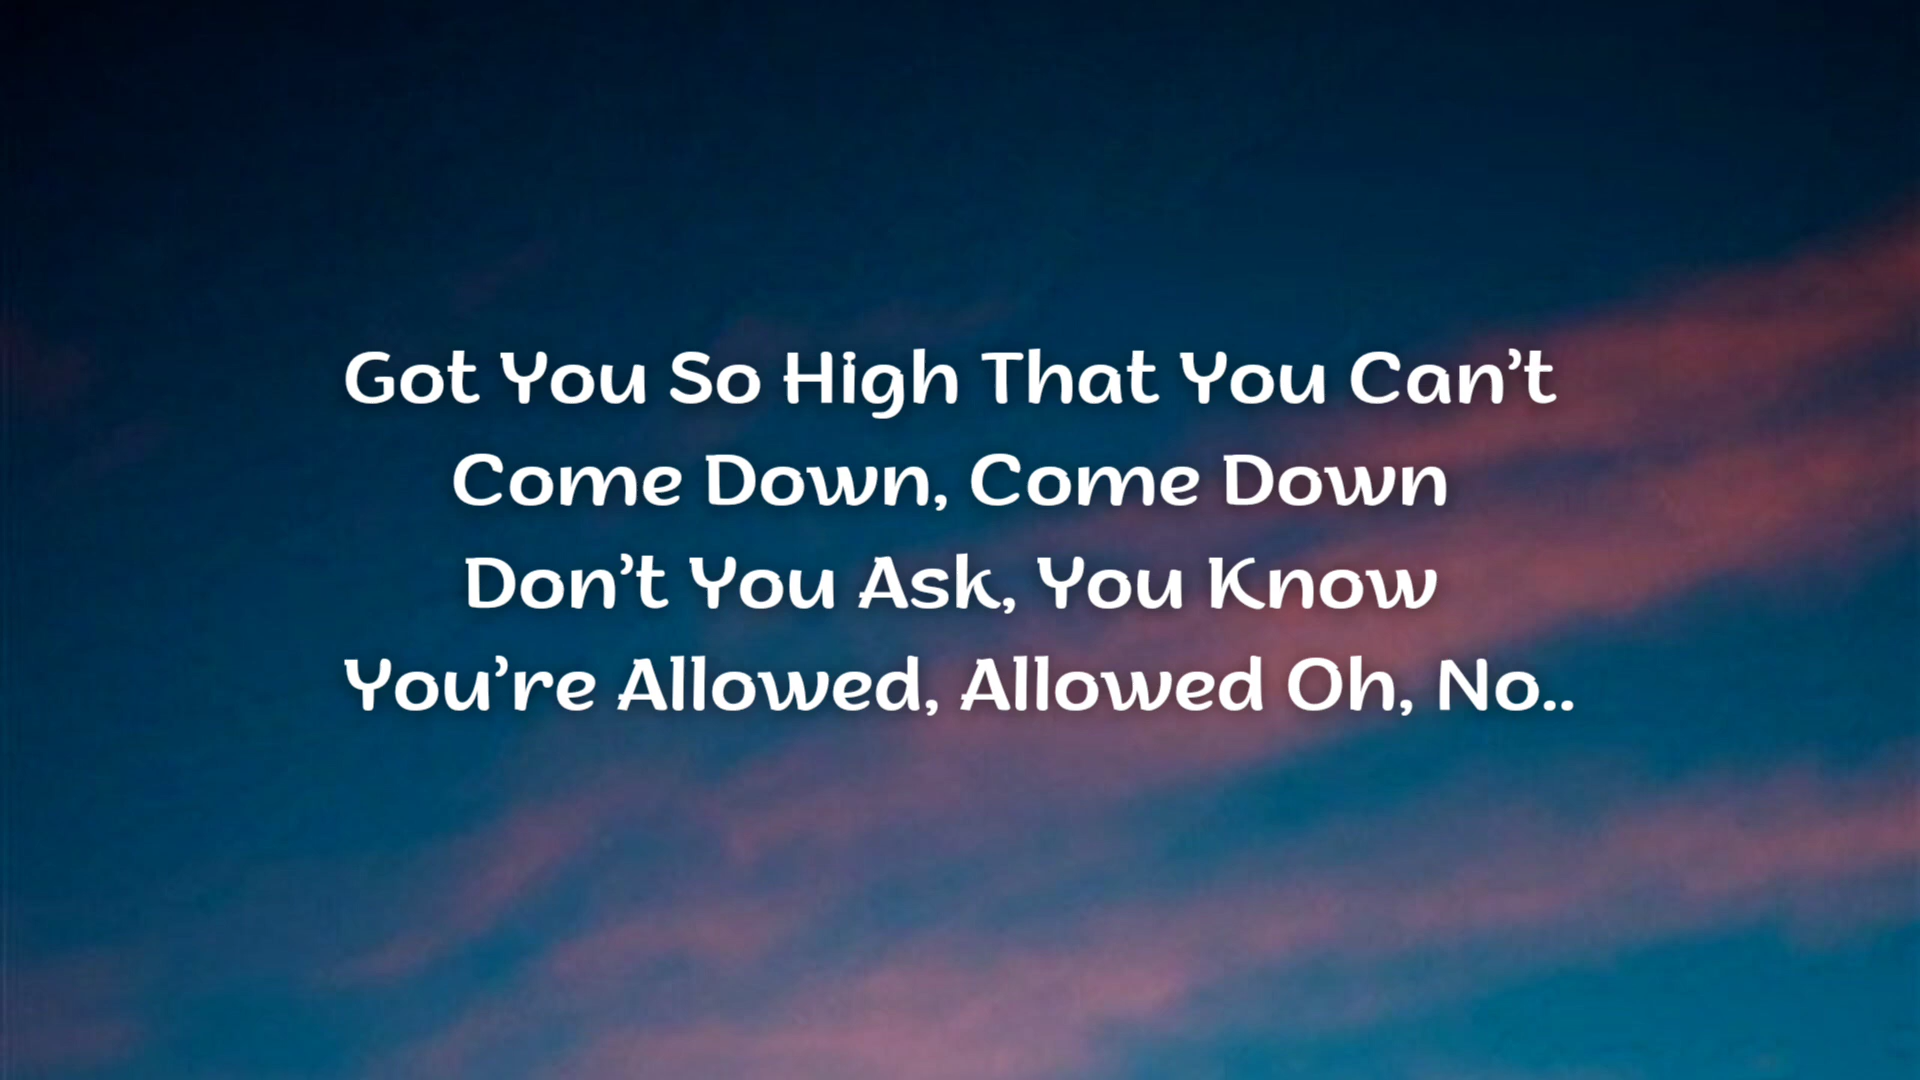 Got You So High That You Can’t
Come Down, Come Down
Don’t You Ask, You Know
You’re Allowed, Allowed Oh, No..